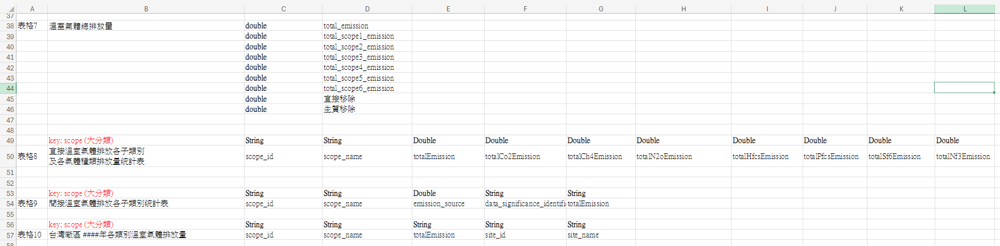 A B C D E F G H I J K L
37
38 表格7 溫室氣體總排放量 double total_emission
39 double total_scope1_emission
40 double total_scope2_emission
41 double total_scope3_emission
42 double total_scope4_emission
43 double total_scope5_emission
44 double total_scope6_emission
45 double 直接移除
46 double 生質移除
47
48
49 key: scope (大分類) String String Double Double Double Double Double Double Double Double
直接溫室氣體排放各子類別
50 表格8 scope_id scope_name totalEmission totalCo2Emission totalCh4Emission totalN2oEmission totalHfcsEmission totalPfcsEmission totalSf6Emission totalNf3Emission
及各氣體種類排放量統計表
51
52
53 key: scope (大分類) String String Double String String
54 表格9 間接溫室氣體排放各子類別統計表 scope_id scope_name emission_source data_significance_identifi totalEmission
55
56 key: scope (大分類) String String String String String
57 表格10 台灣廠區 ####年各類別溫室氣體排放量 scope_id scope_name totalEmission site_id site_name
58